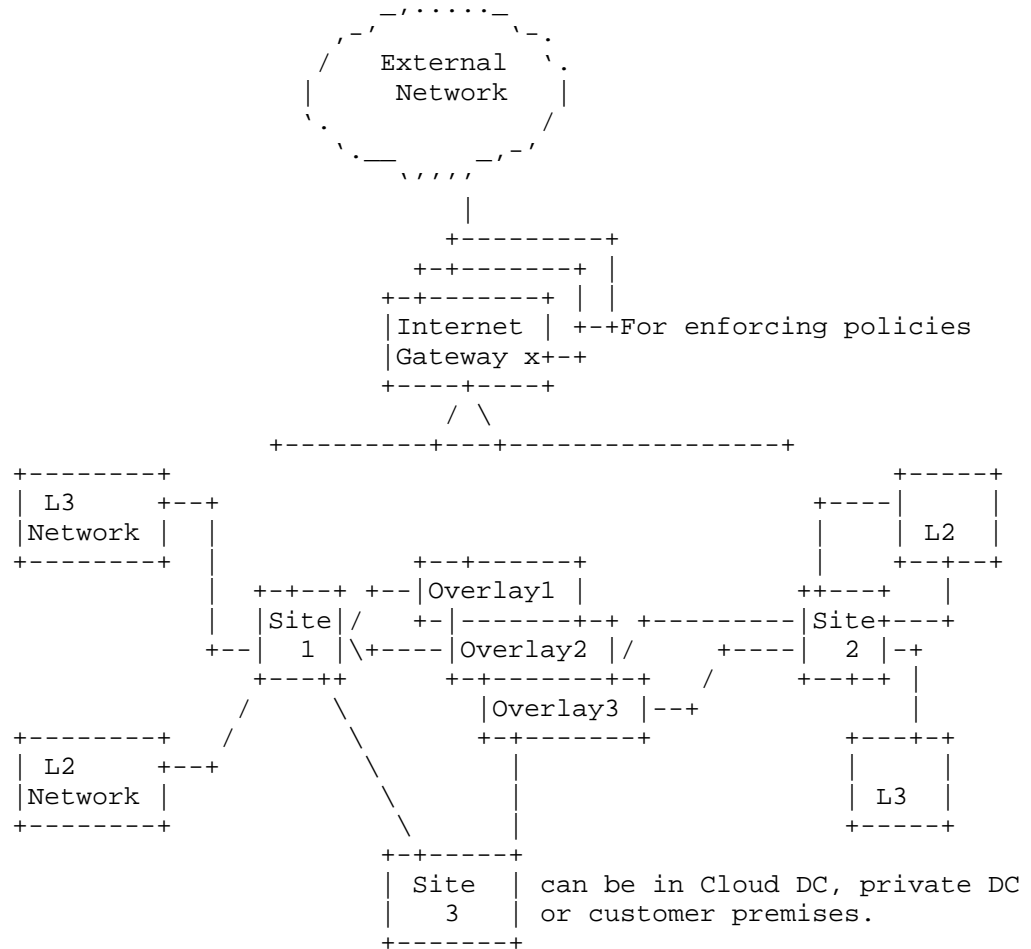 External
Network
Internet
Gateway x
For enforcing policies
L3
Network
L2
Overlay1
Site
1
Overlay2
Site
2
Overlay3
L2
Network
L3
Site
3
can be in Cloud DC, private DC
or customer premises.